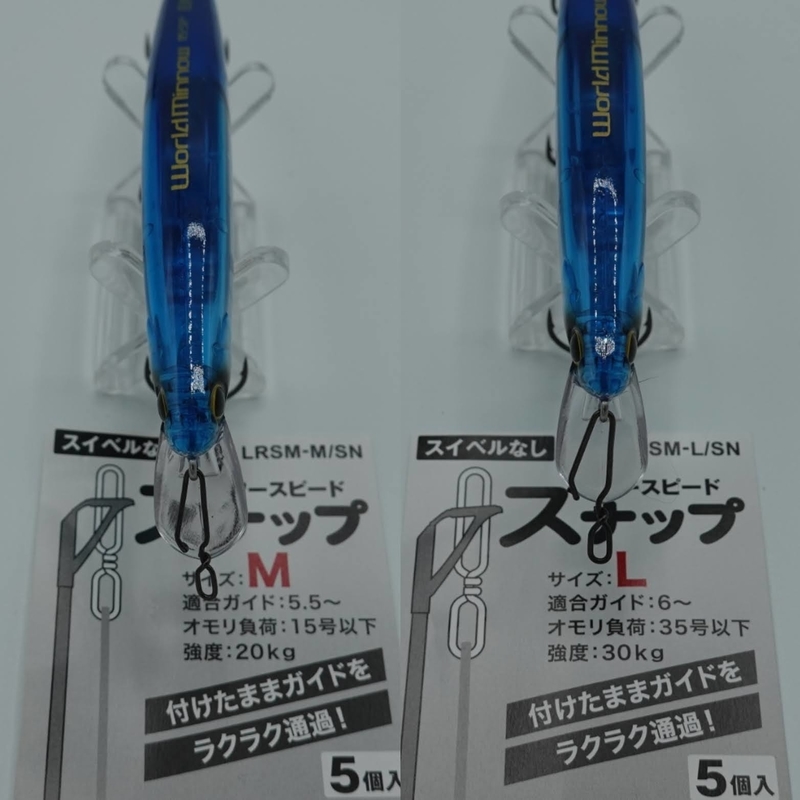 World Minnow
スイベルな
LRSM-M/SN
ースピード
スナップ
サイズ:M
適合ガイド:5.5~
オモリ負荷:15号以下
強度:20kg
付けたままガイドを
ラクラク通過!
5個入
World Minnow
スイベルなし
SM-L/SN
ースピード
スナップ
サイズ:L
適合ガイド:6~
オモリ負荷:35号以下
強度:30kg
付けたままガイドを
ラクラク通過!
5個入